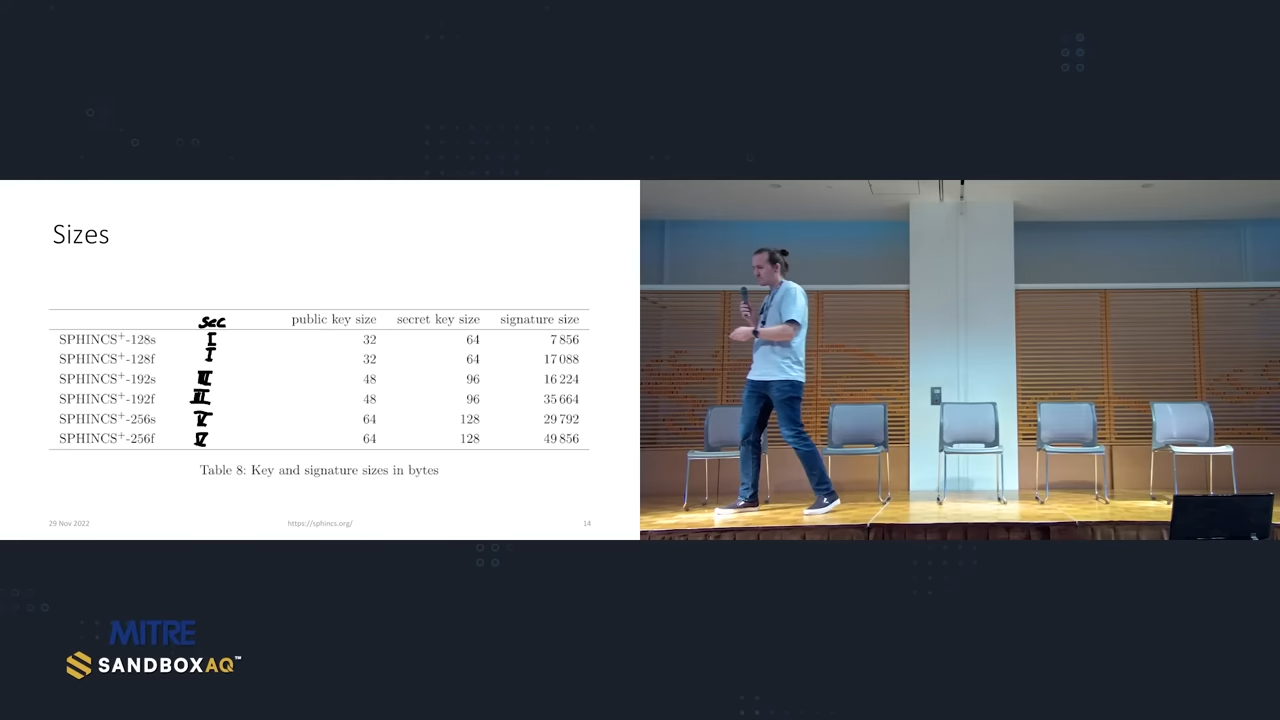 Sizes
sec public key size secret key size signature size
SPHINCS+-128s I 32 64 7 856
SPHINCS+-128f I 32 64 17 088
SPHINCS+-192s III 48 96 16 224
SPHINCS+-192f III 48 96 35 664
SPHINCS+-256s V 64 128 29 792
SPHINCS+-256f V 64 128 49 856
Table 8: Key and signature sizes in bytes
29 Nov 2022 https://sphincs.org/ 14
MITRE
SANDBOXAQ™